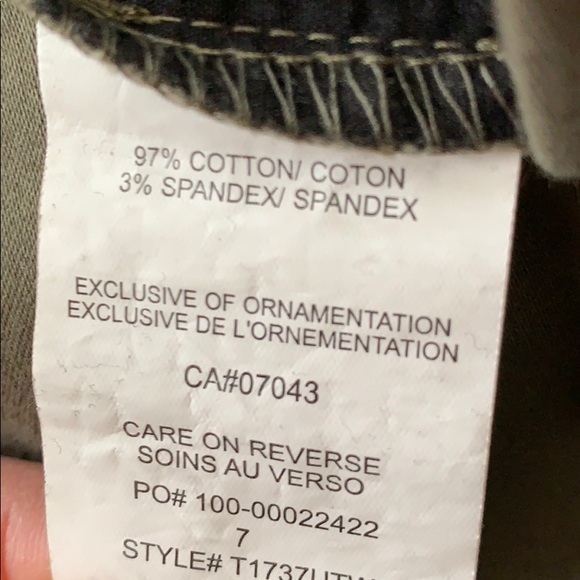 97% COTTON/ COTON
3% SPANDEX/ SPANDEX
EXCLUSIVE OF ORNAMENTATION
EXCLUSIVE DE L'ORNEMENTATION
CA#07043
CARE ON REVERSE
SOINS AU VERSO
PO# 100-00022422
7
STYLE#